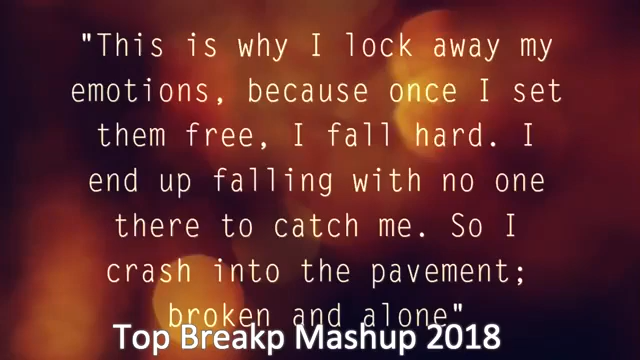 "This is why I lock away my
emotions, because once I set
them free, I fall hard. I
end up falling with no one
there to catch me. So I
crash into the pavement;
broken and alone"
Top Breakp Mashup 2018